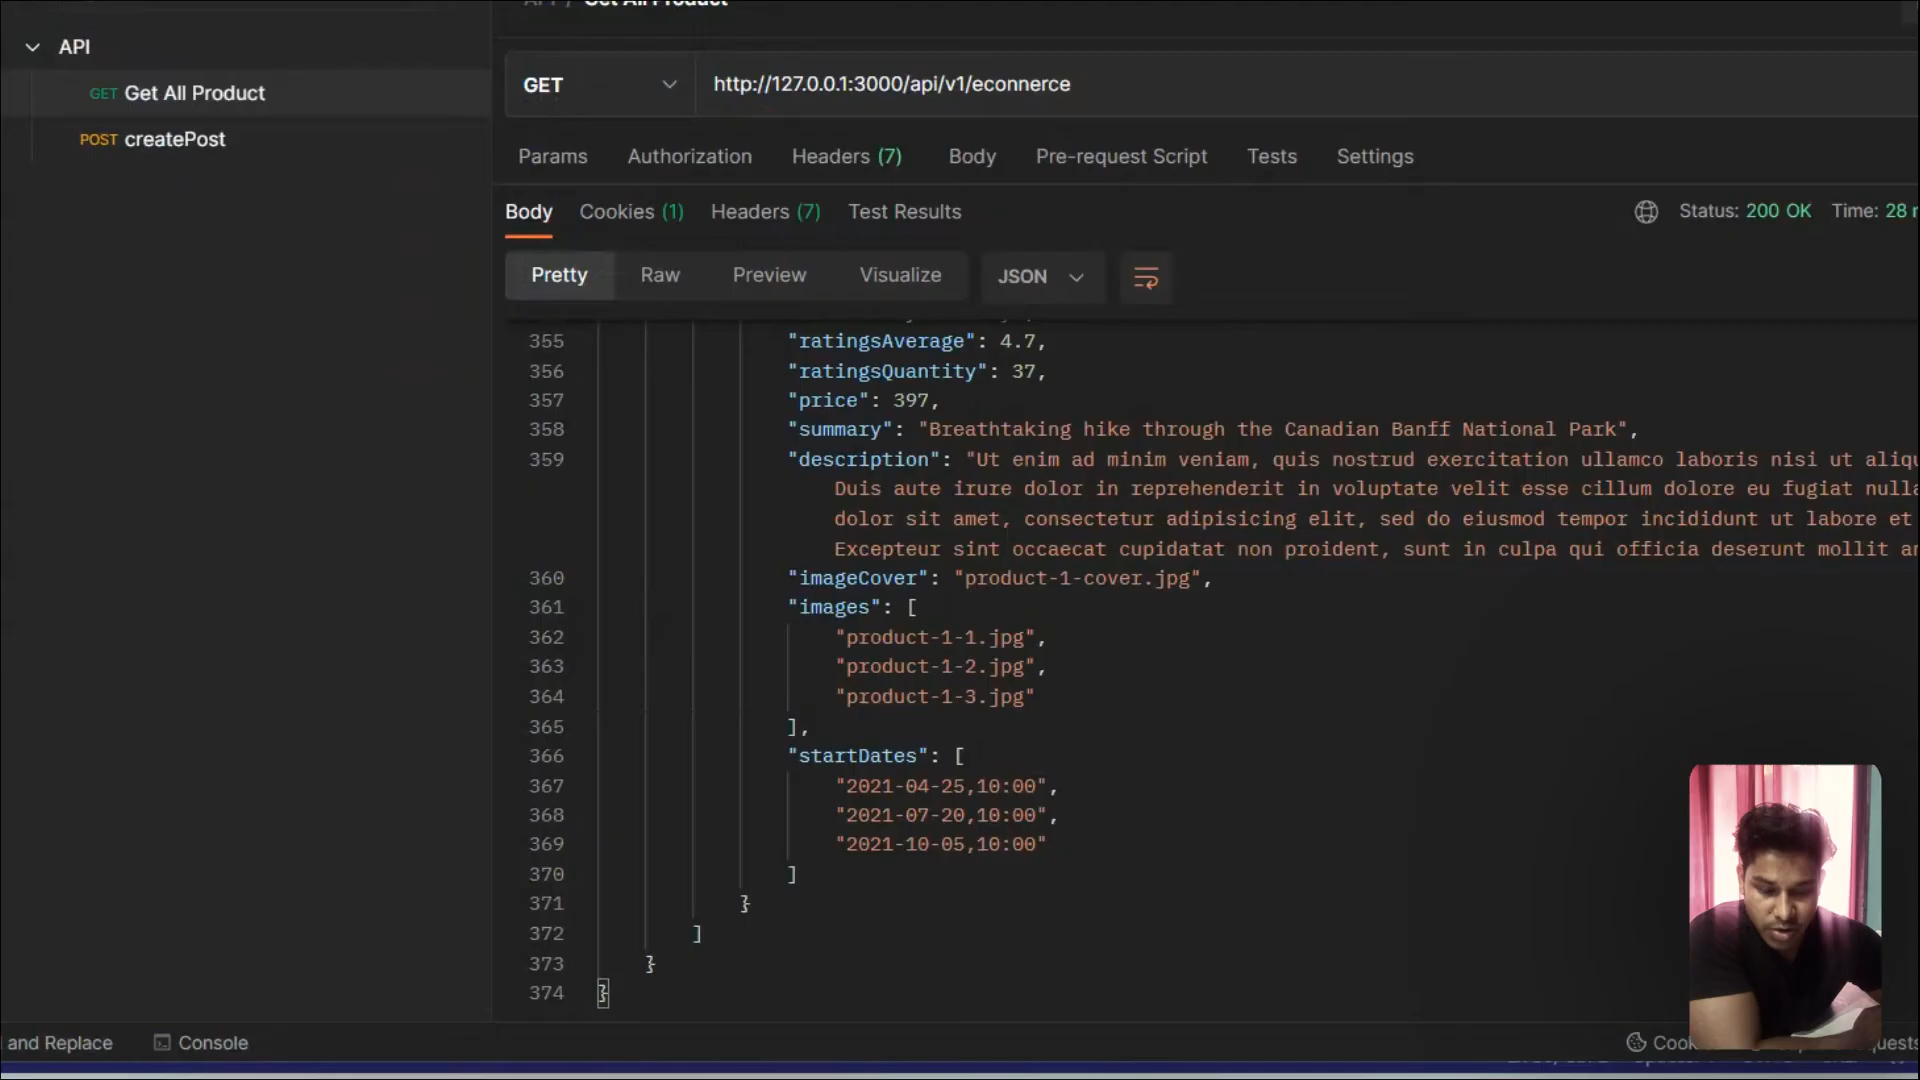 Get All Product
API
GET Get All Product
POST createPost
GET http://127.0.0.1:3000/api/v1/econnerce
Params Authorization Headers (7) Body Pre-request Script Tests Settings
Body Cookies (1) Headers (7) Test Results Status: 200 OK Time: 28
Pretty Raw Preview Visualize JSON
355 "ratingsAverage": 4.7,
356 "ratingsQuantity": 37,
357 "price": 397,
358 "summary": "Breathtaking hike through the Canadian Banff National Park",
359 "description": "Ut enim ad minim veniam, quis nostrud exercitation ullamco laboris nisi ut aliqu
Duis aute irure dolor in reprehenderit in voluptate velit esse cillum dolore eu fugiat nulla
dolor sit amet, consectetur adipisicing elit, sed do eiusmod tempor incididunt ut labore et
Excepteur sint occaecat cupidatat non proident, sunt in culpa qui officia deserunt mollit an
360 "imageCover": "product-1-cover.jpg",
361 "images": [
362 "product-1-1.jpg",
363 "product-1-2.jpg",
364 "product-1-3.jpg"
365 ],
366 "startDates": [
367 "2021-04-25,10:00",
368 "2021-07-20,10:00",
369 "2021-10-05,10:00"
370 ]
371 }
372 ]
373 }
374 }
and Replace Console